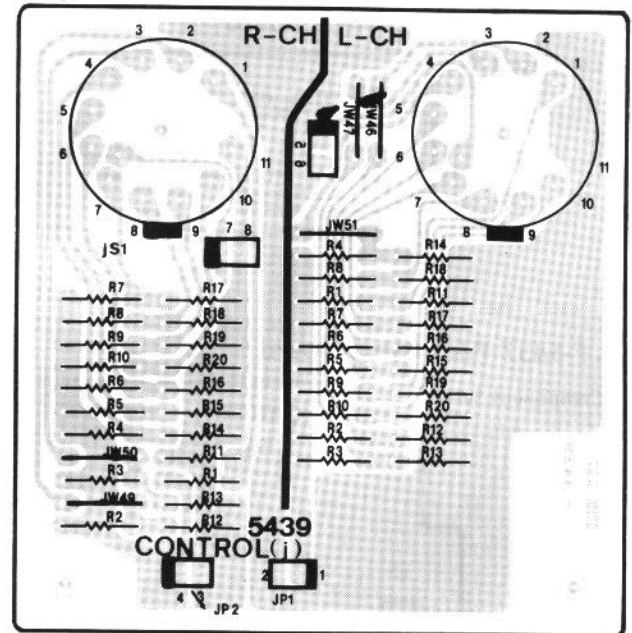 R-CH L-CH
3 2
4 1
5
6 11
7 10
8 9
jS1
7 8
5
6
JW47
JW46
3 2
4 1
5
6 11
7 10
8 9
JW51
R4 R14
R8 R18
R1 R11
R7 R17
R6 R16
R5 R15
R9 R19
R10 R20
R2 R12
R3 R13
R7 R17
R8 R18
R9 R19
R10 R20
R6 R16
R5 R15
R4 R14
JW50 R11
R3 R1
JW49 R13
R2 R12
5439
CONTROL(j)
4 3 2 1
JP2 JP1